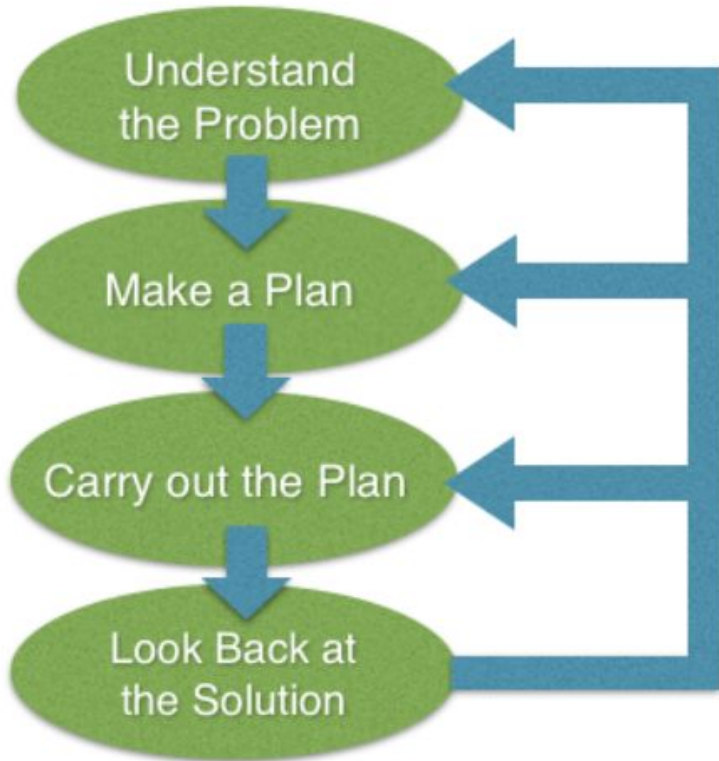 Understand
the Problem
Make a Plan
Carry out the Plan
Look Back at
the Solution